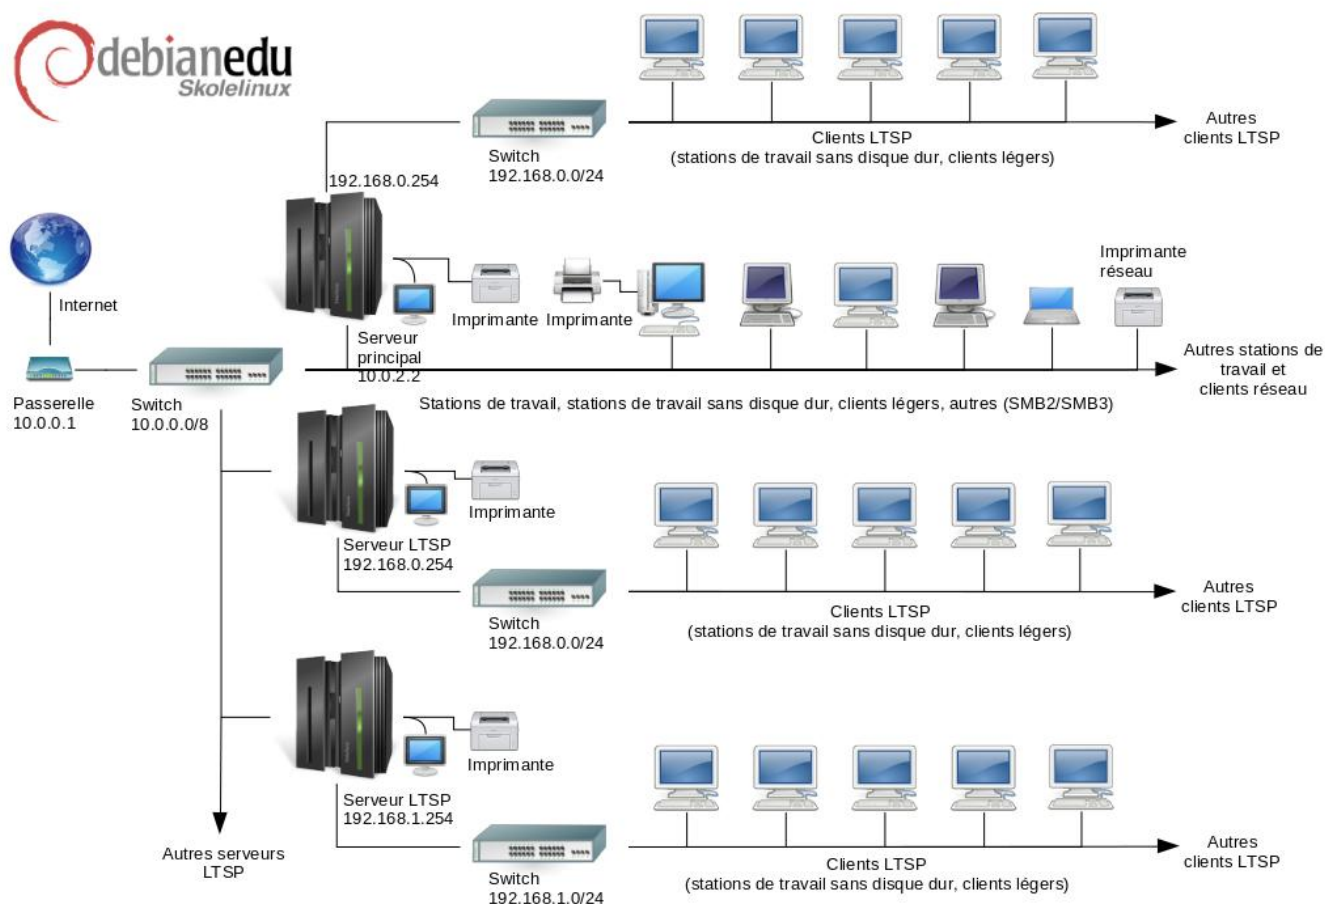 debianedu
Skolelinux
192.168.0.254
Switch
192.168.0.0/24
Clients LTSP
(stations de travail sans disque dur, clients légers)
Autres
clients LTSP
Internet
Passerelle
10.0.0.1
Switch
10.0.0.0/8
Serveur
principal
10.0.2.2
Imprimante
Imprimante
Imprimante
réseau
Autres stations de
travail et
clients réseau
Stations de travail, stations de travail sans disque dur, clients légers, autres (SMB2/SMB3)
Imprimante
Serveur LTSP
192.168.0.254
Switch
192.168.0.0/24
Clients LTSP
(stations de travail sans disque dur, clients légers)
Autres
clients LTSP
Imprimante
Serveur LTSP
192.168.1.254
Switch
192.168.1.0/24
Clients LTSP
(stations de travail sans disque dur, clients légers)
Autres
clients LTSP
Autres serveurs
LTSP